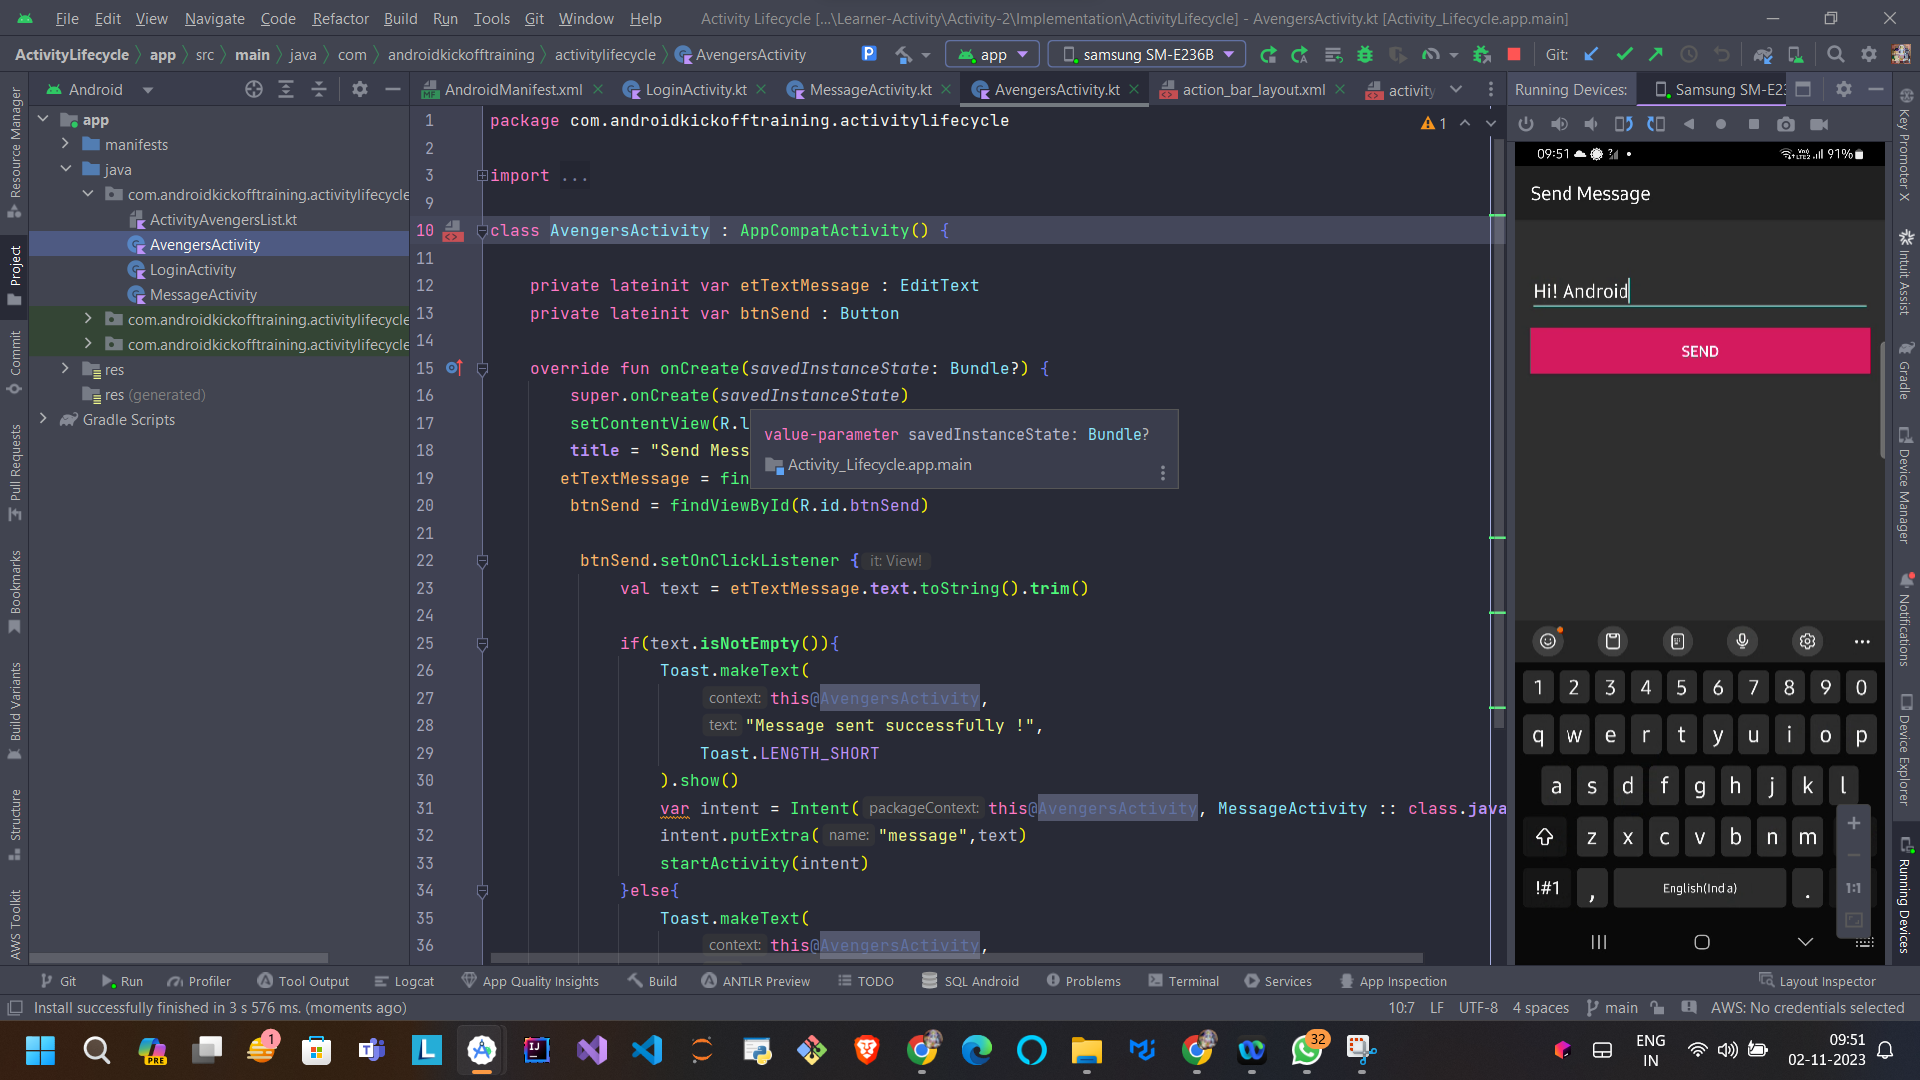 File Edit View Navigate Code Refactor Build Run Tools Git Window Help Activity Lifecycle [...\Learner-Activity\Activity-2\Implementation\ActivityLifecycle] - AvengersActivity.kt [Activity_Lifecycle.app.main]
ActivityLifecycle app src main java com androidkickofftraining activitylifecycle AvengersActivity app samsung SM-E236B Git:
Android
AndroidManifest.xml LoginActivity.kt MessageActivity.kt AvengersActivity.kt action_bar_layout.xml activity
Running Devices: Samsung SM-E23
app
manifests
java
com.androidkickofftraining.activitylifecycle
ActivityAvengersList.kt
AvengersActivity
LoginActivity
MessageActivity
com.androidkickofftraining.activitylifecycle
com.androidkickofftraining.activitylifecycle
res
res (generated)
Gradle Scripts
Resource Manager
Project
Commit
Pull Requests
Bookmarks
Build Variants
Structure
AWS Toolkit
1 package com.androidkickofftraining.activitylifecycle
1
2
3 import ...
9
10 class AvengersActivity : AppCompatActivity() {
11
12 private lateinit var etTextMessage : EditText
13 private lateinit var btnSend : Button
14
15 override fun onCreate(savedInstanceState: Bundle?) {
16 super.onCreate(savedInstanceState)
17 setContentView(R.l
18 title = "Send Mess
19 etTextMessage = fin
20 btnSend = findViewById(R.id.btnSend)
21
22 btnSend.setOnClickListener { it: View!
23 val text = etTextMessage.text.toString().trim()
24
25 if(text.isNotEmpty()){
26 Toast.makeText(
27 context: this@AvengersActivity,
28 text: "Message sent successfully !",
29 Toast.LENGTH_SHORT
30 ).show()
31 var intent = Intent( packageContext: this@AvengersActivity, MessageActivity :: class.java
32 intent.putExtra( name: "message",text)
33 startActivity(intent)
34 }else{
35 Toast.makeText(
36 context: this@AvengersActivity,
value-parameter savedInstanceState: Bundle?
Activity_Lifecycle.app.main
09:51 91%
Send Message
Hi! Android
SEND
1 2 3 4 5 6 7 8 9 0
q w e r t y u i o p
a s d f g h j k l
z x c v b n m
!#1 , English(India) .
1:1
Key Promoter X
Intuit Assist
Gradle
Device Manager
Notifications
Device Explorer
Running Devices
Git Run Profiler Tool Output Logcat App Quality Insights Build ANTLR Preview TODO SQL Android Problems Terminal Services App Inspection Layout Inspector
Install successfully finished in 3 s 576 ms. (moments ago) 10:7 LF UTF-8 4 spaces main AWS: No credentials selected
PRE 1 L 32 ENG
IN
09:51
02-11-2023